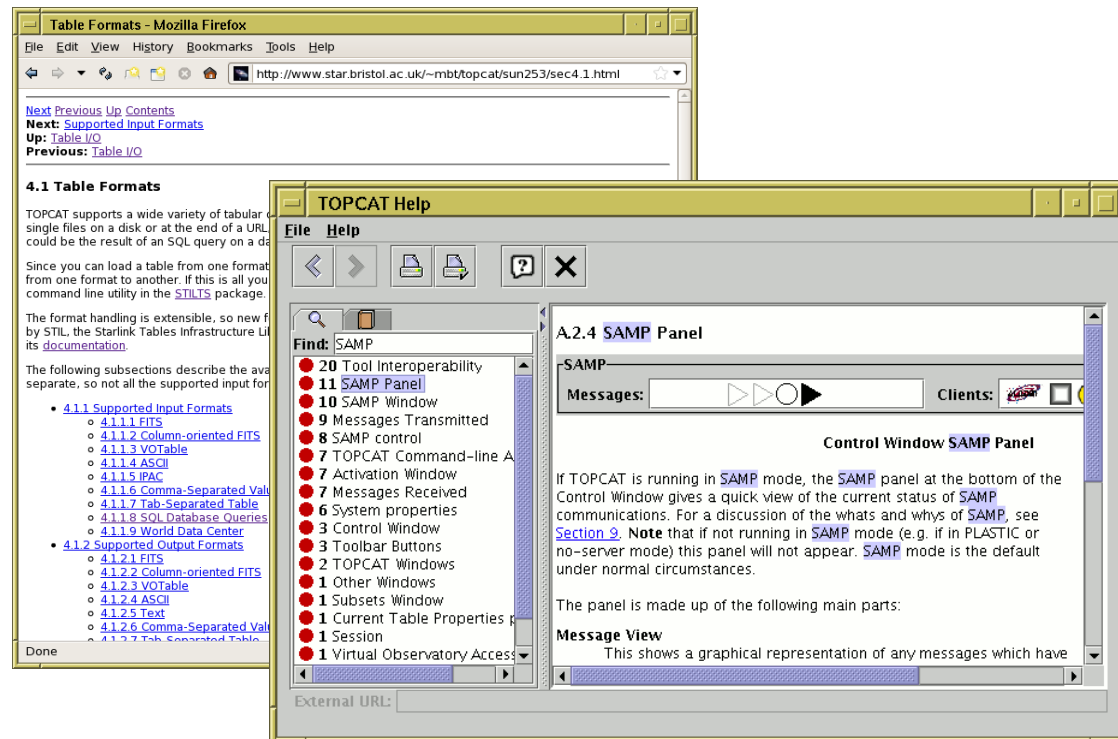 Table Formats - Mozilla Firefox
File Edit View History Bookmarks Tools Help
http://www.star.bristol.ac.uk/~mbt/topcat/sun253/sec4.1.html
Next Previous Up Contents
Next: Supported Input Formats
Up: Table I/O
Previous: Table I/O
4.1 Table Formats
TOPCAT supports a wide variety of tabular
single files on a disk or at the end of a URL,
could be the result of an SQL query on a da
Since you can load a table from one format
from one format to another. If this is all you
command line utility in the STILTS package.
The format handling is extensible, so new f
by STIL, the Starlink Tables Infrastructure Li
its documentation.
The following subsections describe the ava
separate, so not all the supported input for
4.1.1 Supported Input Formats
4.1.1.1 FITS
4.1.1.2 Column-oriented FITS
4.1.1.3 VOTable
4.1.1.4 ASCII
4.1.1.5 IPAC
4.1.1.6 Comma-Separated Valu
4.1.1.7 Tab-Separated Table
4.1.1.8 SQL Database Queries
4.1.1.9 World Data Center
4.1.2 Supported Output Formats
4.1.2.1 FITS
4.1.2.2 Column-oriented FITS
4.1.2.3 VOTable
4.1.2.4 ASCII
4.1.2.5 Text
4.1.2.6 Comma-Separated Valu
4.1.2.7 Tab-Separated Table
Done
TOPCAT Help
File Help
Find: SAMP
20 Tool Interoperability
11 SAMP Panel
10 SAMP Window
9 Messages Transmitted
8 SAMP control
7 TOPCAT Command-line A
7 Activation Window
7 Messages Received
6 System properties
3 Control Window
3 Toolbar Buttons
2 TOPCAT Windows
1 Other Windows
1 Subsets Window
1 Current Table Properties p
1 Session
1 Virtual Observatory Access
A.2.4 SAMP Panel
SAMP
Messages: Clients:
Control Window SAMP Panel
If TOPCAT is running in SAMP mode, the SAMP panel at the bottom of the
Control Window gives a quick view of the current status of SAMP
communications. For a discussion of the whats and whys of SAMP, see
Section 9. Note that if not running in SAMP mode (e.g. if in PLASTIC or
no-server mode) this panel will not appear. SAMP mode is the default
under normal circumstances.
The panel is made up of the following main parts:
Message View
This shows a graphical representation of any messages which have
External URL: